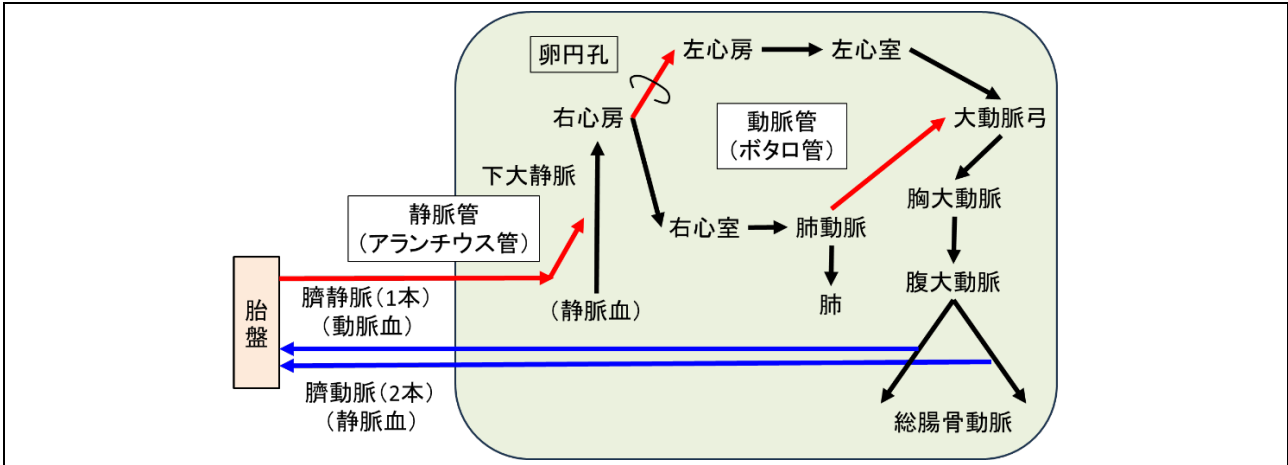 卵円孔
左心房
左心室
右心房
動脈管
(ボタロ管)
大動脈弓
下大静脈
静脈管
(アランチウス管)
胸大動脈
右心室
肺動脈
胎盤
臍静脈(1本)
(動脈血)
(静脈血)
肺
腹大動脈
臍動脈(2本)
(静脈血)
総腸骨動脈